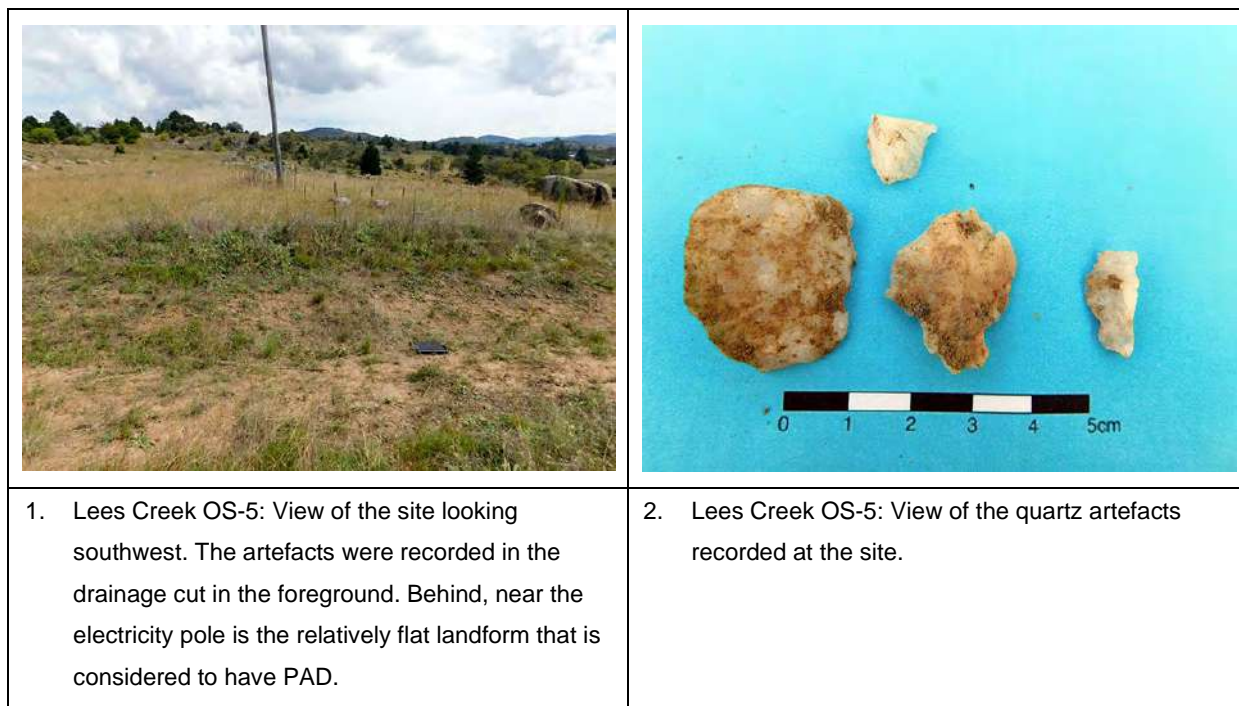 0 1 2 3 4 5cm
1. Lees Creek OS-5: View of the site looking
southwest. The artefacts were recorded in the
drainage cut in the foreground. Behind, near the
electricity pole is the relatively flat landform that is
considered to have PAD.
2. Lees Creek OS-5: View of the quartz artefacts
recorded at the site.